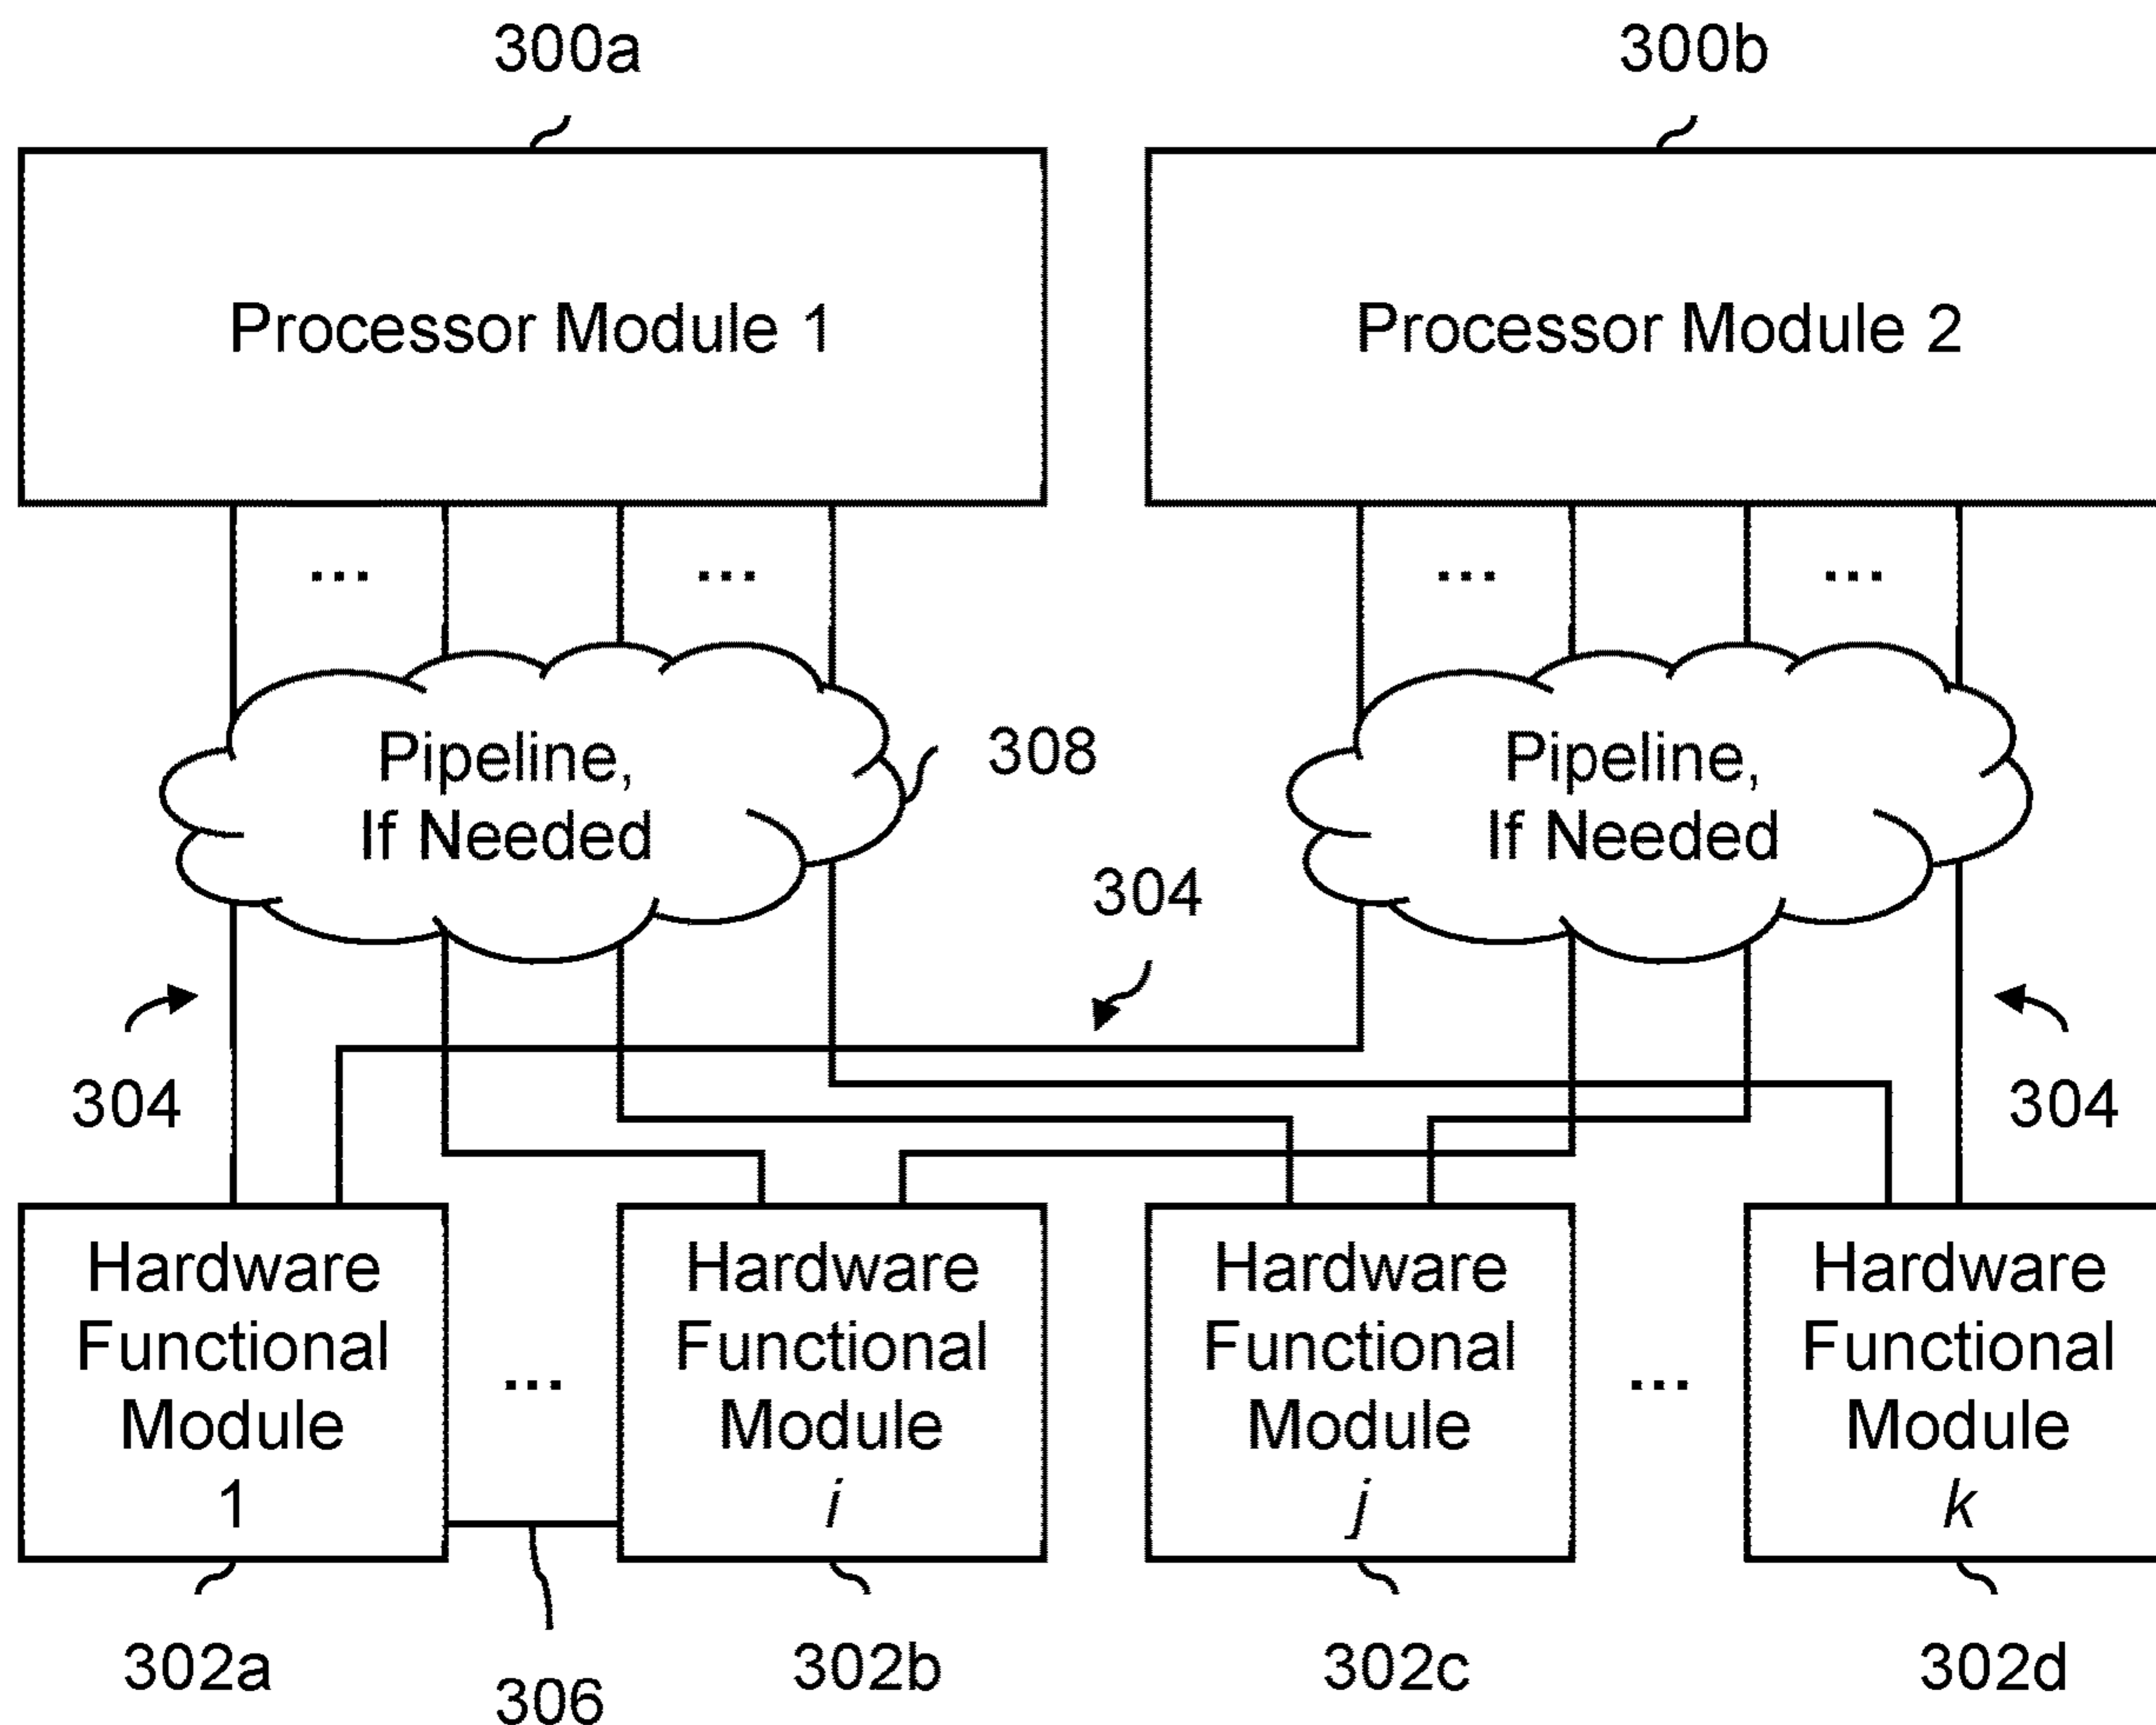 300a
300b
Processor Module 1
Processor Module 2
...
...
...
...
Pipeline,
If Needed
308
Pipeline,
If Needed
304
304
304
Hardware
Functional
Module
1
...
Hardware
Functional
Module
i
Hardware
Functional
Module
j
...
Hardware
Functional
Module
k
302a
306
302b
302c
302d